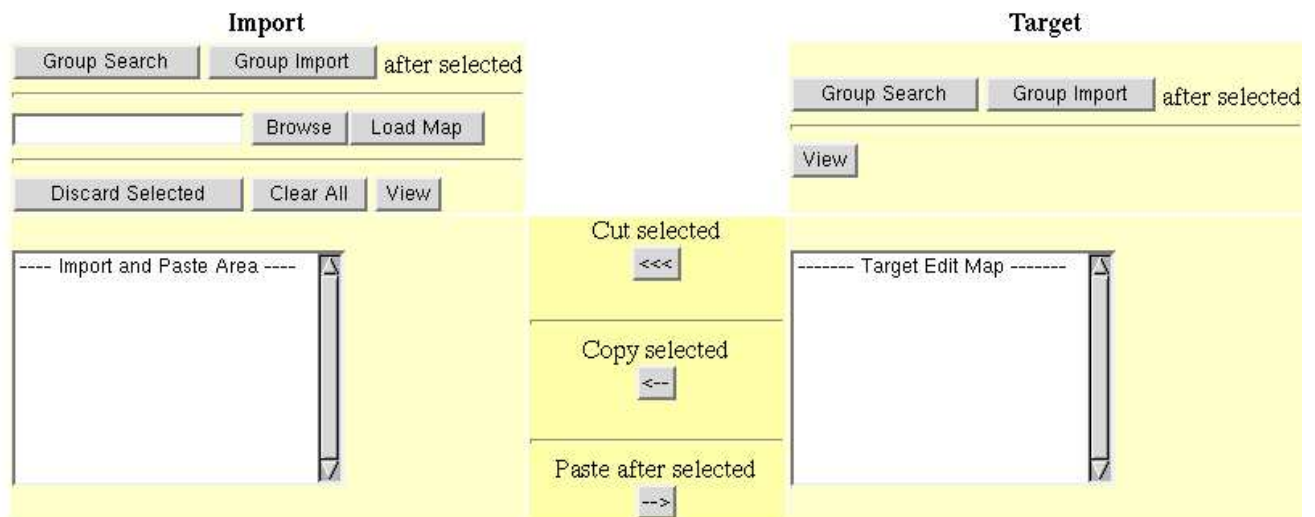 Import
Target
Group Search Group Import after selected
Group Search Group Import after selected
Browse Load Map
View
Discard Selected Clear All View
Cut selected
<<<
---- Import and Paste Area ----
------- Target Edit Map -------
Copy selected
<--
Paste after selected
-->